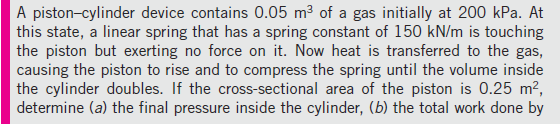 A piston–cylinder device contains 0.05 m³ of a gas initially at 200 kPa. At
this state, a linear spring that has a spring constant of 150 kN/m is touching
the piston but exerting no force on it. Now heat is transferred to the gas,
causing the piston to rise and to compress the spring until the volume inside
the cylinder doubles. If the cross-sectional area of the piston is 0.25 m²,
determine (a) the final pressure inside the cylinder, (b) the total work done by